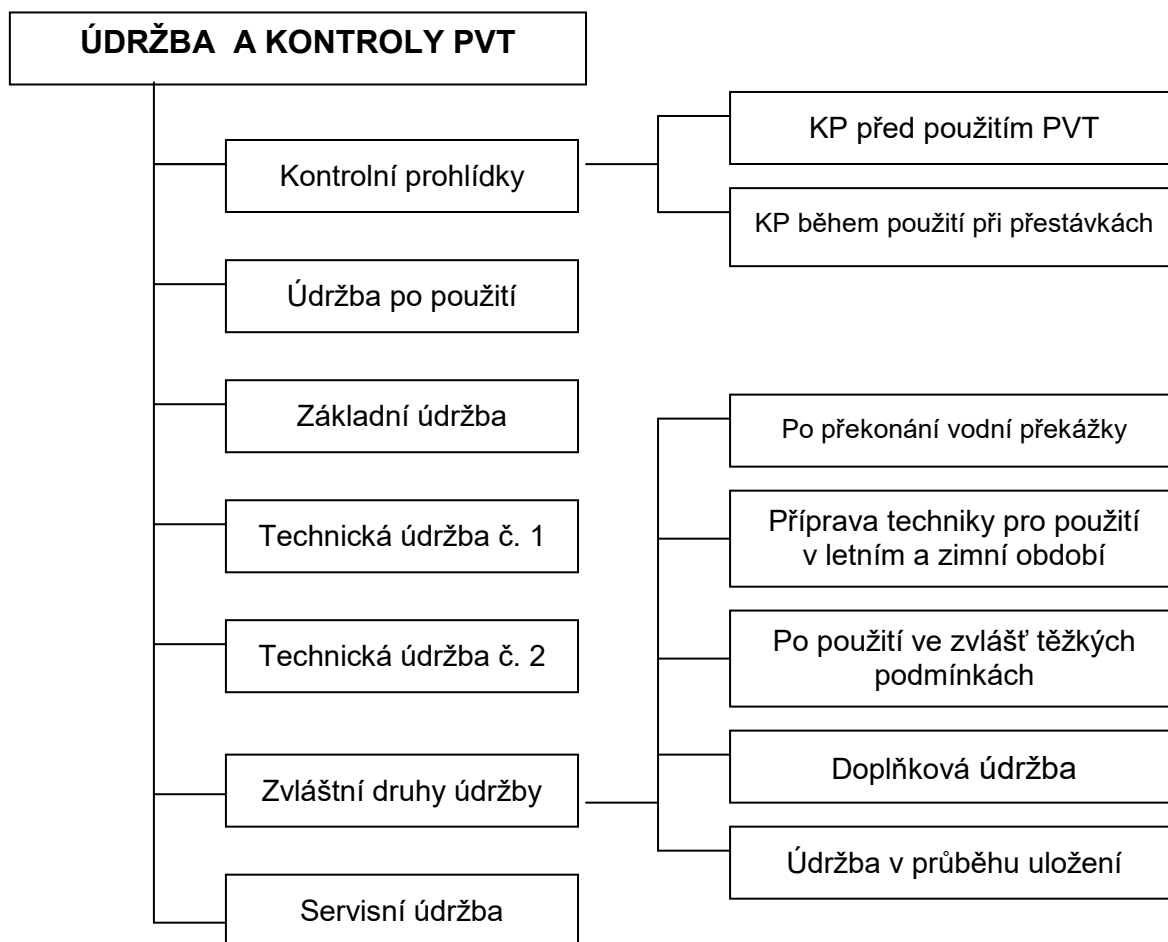 ÚDRŽBA  A KONTROLY PVT
Kontrolní prohlídky
KP před použitím PVT
KP během použití při přestávkách
Údržba po použití
Základní údržba
Technická údržba č. 1
Technická údržba č. 2
Zvláštní druhy údržby
Po překonání vodní překážky
Příprava techniky pro použití
v letním a zimní období
Po použití ve zvlášť těžkých
podmínkách
Doplňková údržba
Údržba v průběhu uložení
Servisní údržba